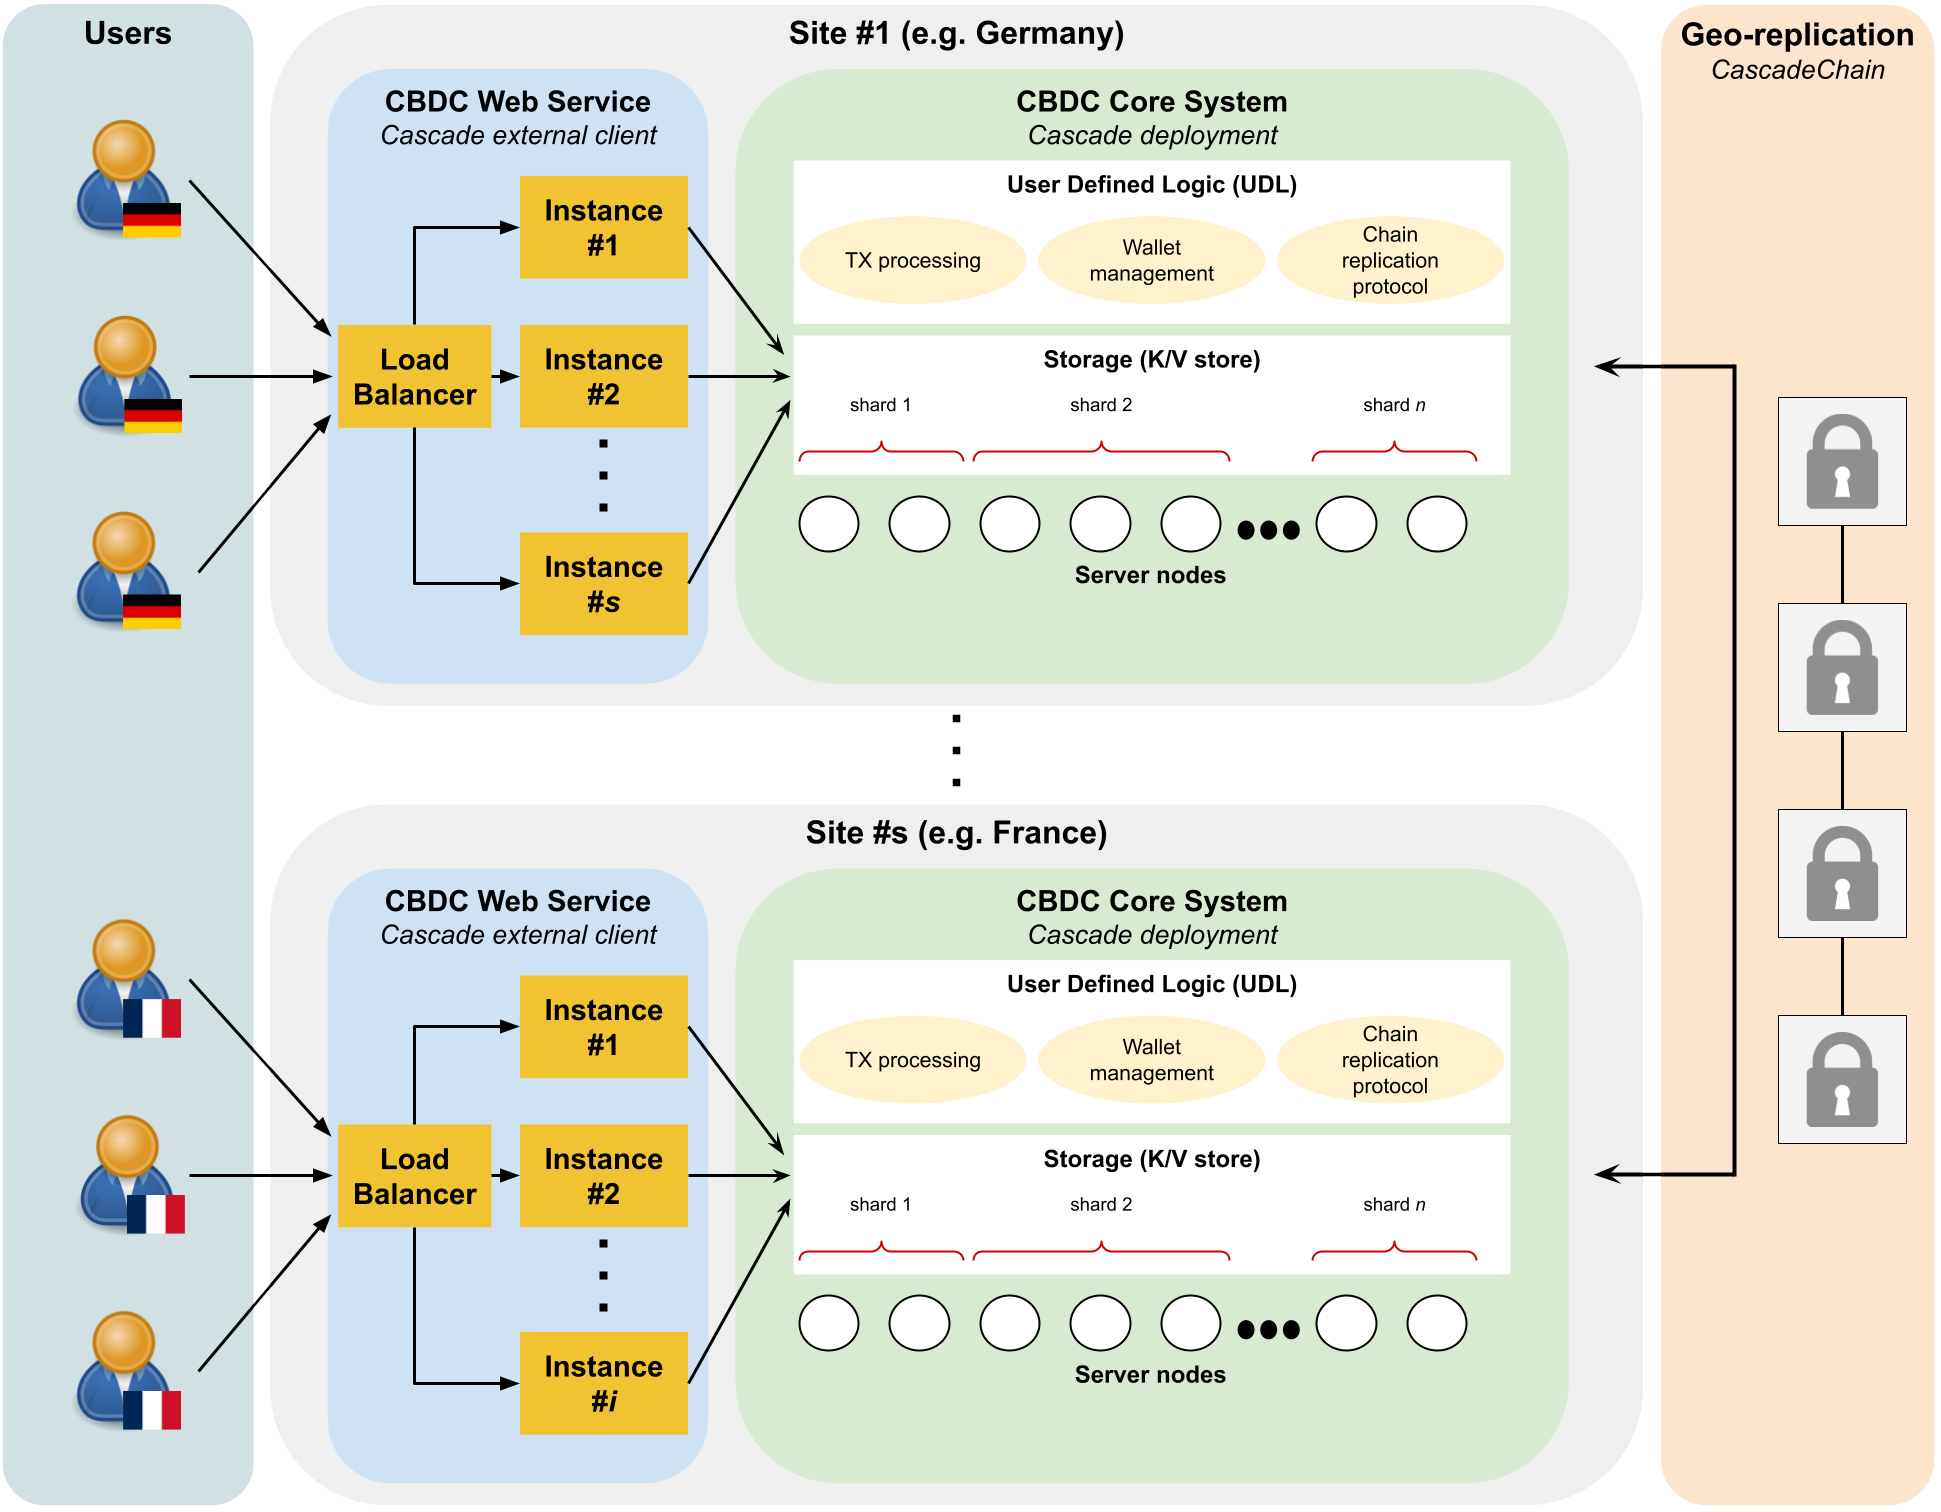 Users
Site #1 (e.g. Germany)
CBDC Web Service
Cascade external client
Instance
#1
Load
Balancer
Instance
#2
Instance
#s
CBDC Core System
Cascade deployment
User Defined Logic (UDL)
TX processing
Wallet
management
Chain
replication
protocol
Storage (K/V store)
shard 1
shard 2
shard n
Server nodes
Site #s (e.g. France)
CBDC Web Service
Cascade external client
Instance
#1
Load
Balancer
Instance
#2
Instance
#i
CBDC Core System
Cascade deployment
User Defined Logic (UDL)
TX processing
Wallet
management
Chain
replication
protocol
Storage (K/V store)
shard 1
shard 2
shard n
Server nodes
Geo-replication
CascadeChain